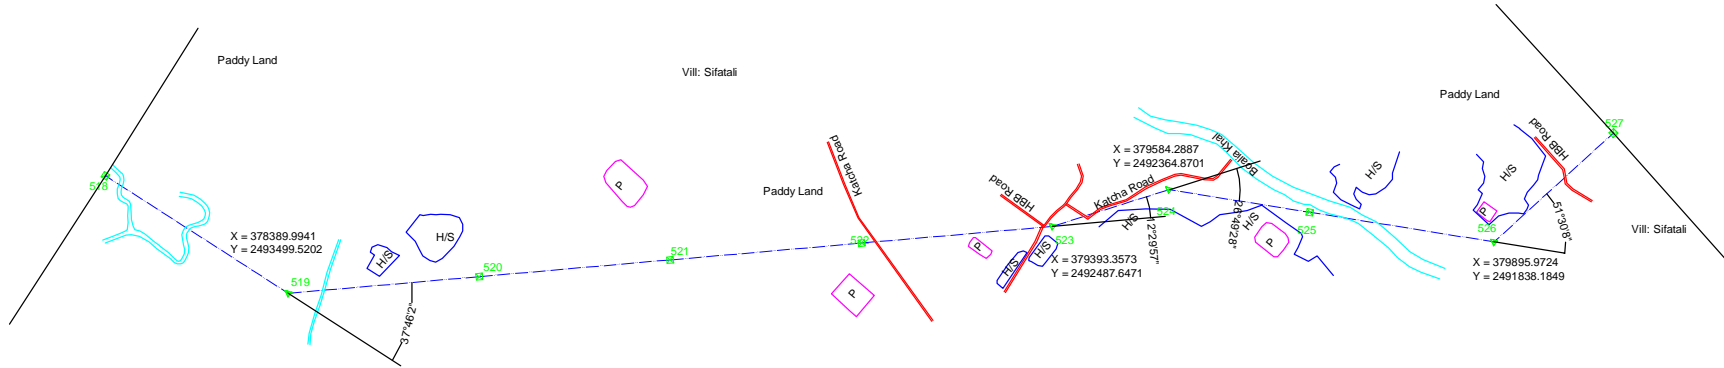 Paddy Land
Vill: Sifatali
518
X = 378389.9941
Y = 2493499.5202
H/S
H/S
519
520
37°46'2"
P
521
Paddy Land
Katcha Road
P
522
HBB Road
P
H/S
H/S
523
X = 379393.3573
Y = 2492487.6471
Katcha Road
H/S
12°29'57"
X = 379584.2887
Y = 2492364.8701
524
Boalia Khal
26°49'28"
H/S
P
525
H/S
Paddy Land
H/S
P
526
HBB Road
527
51°30'8"
X = 379895.9724
Y = 2491838.1849
Vill: Sifatali